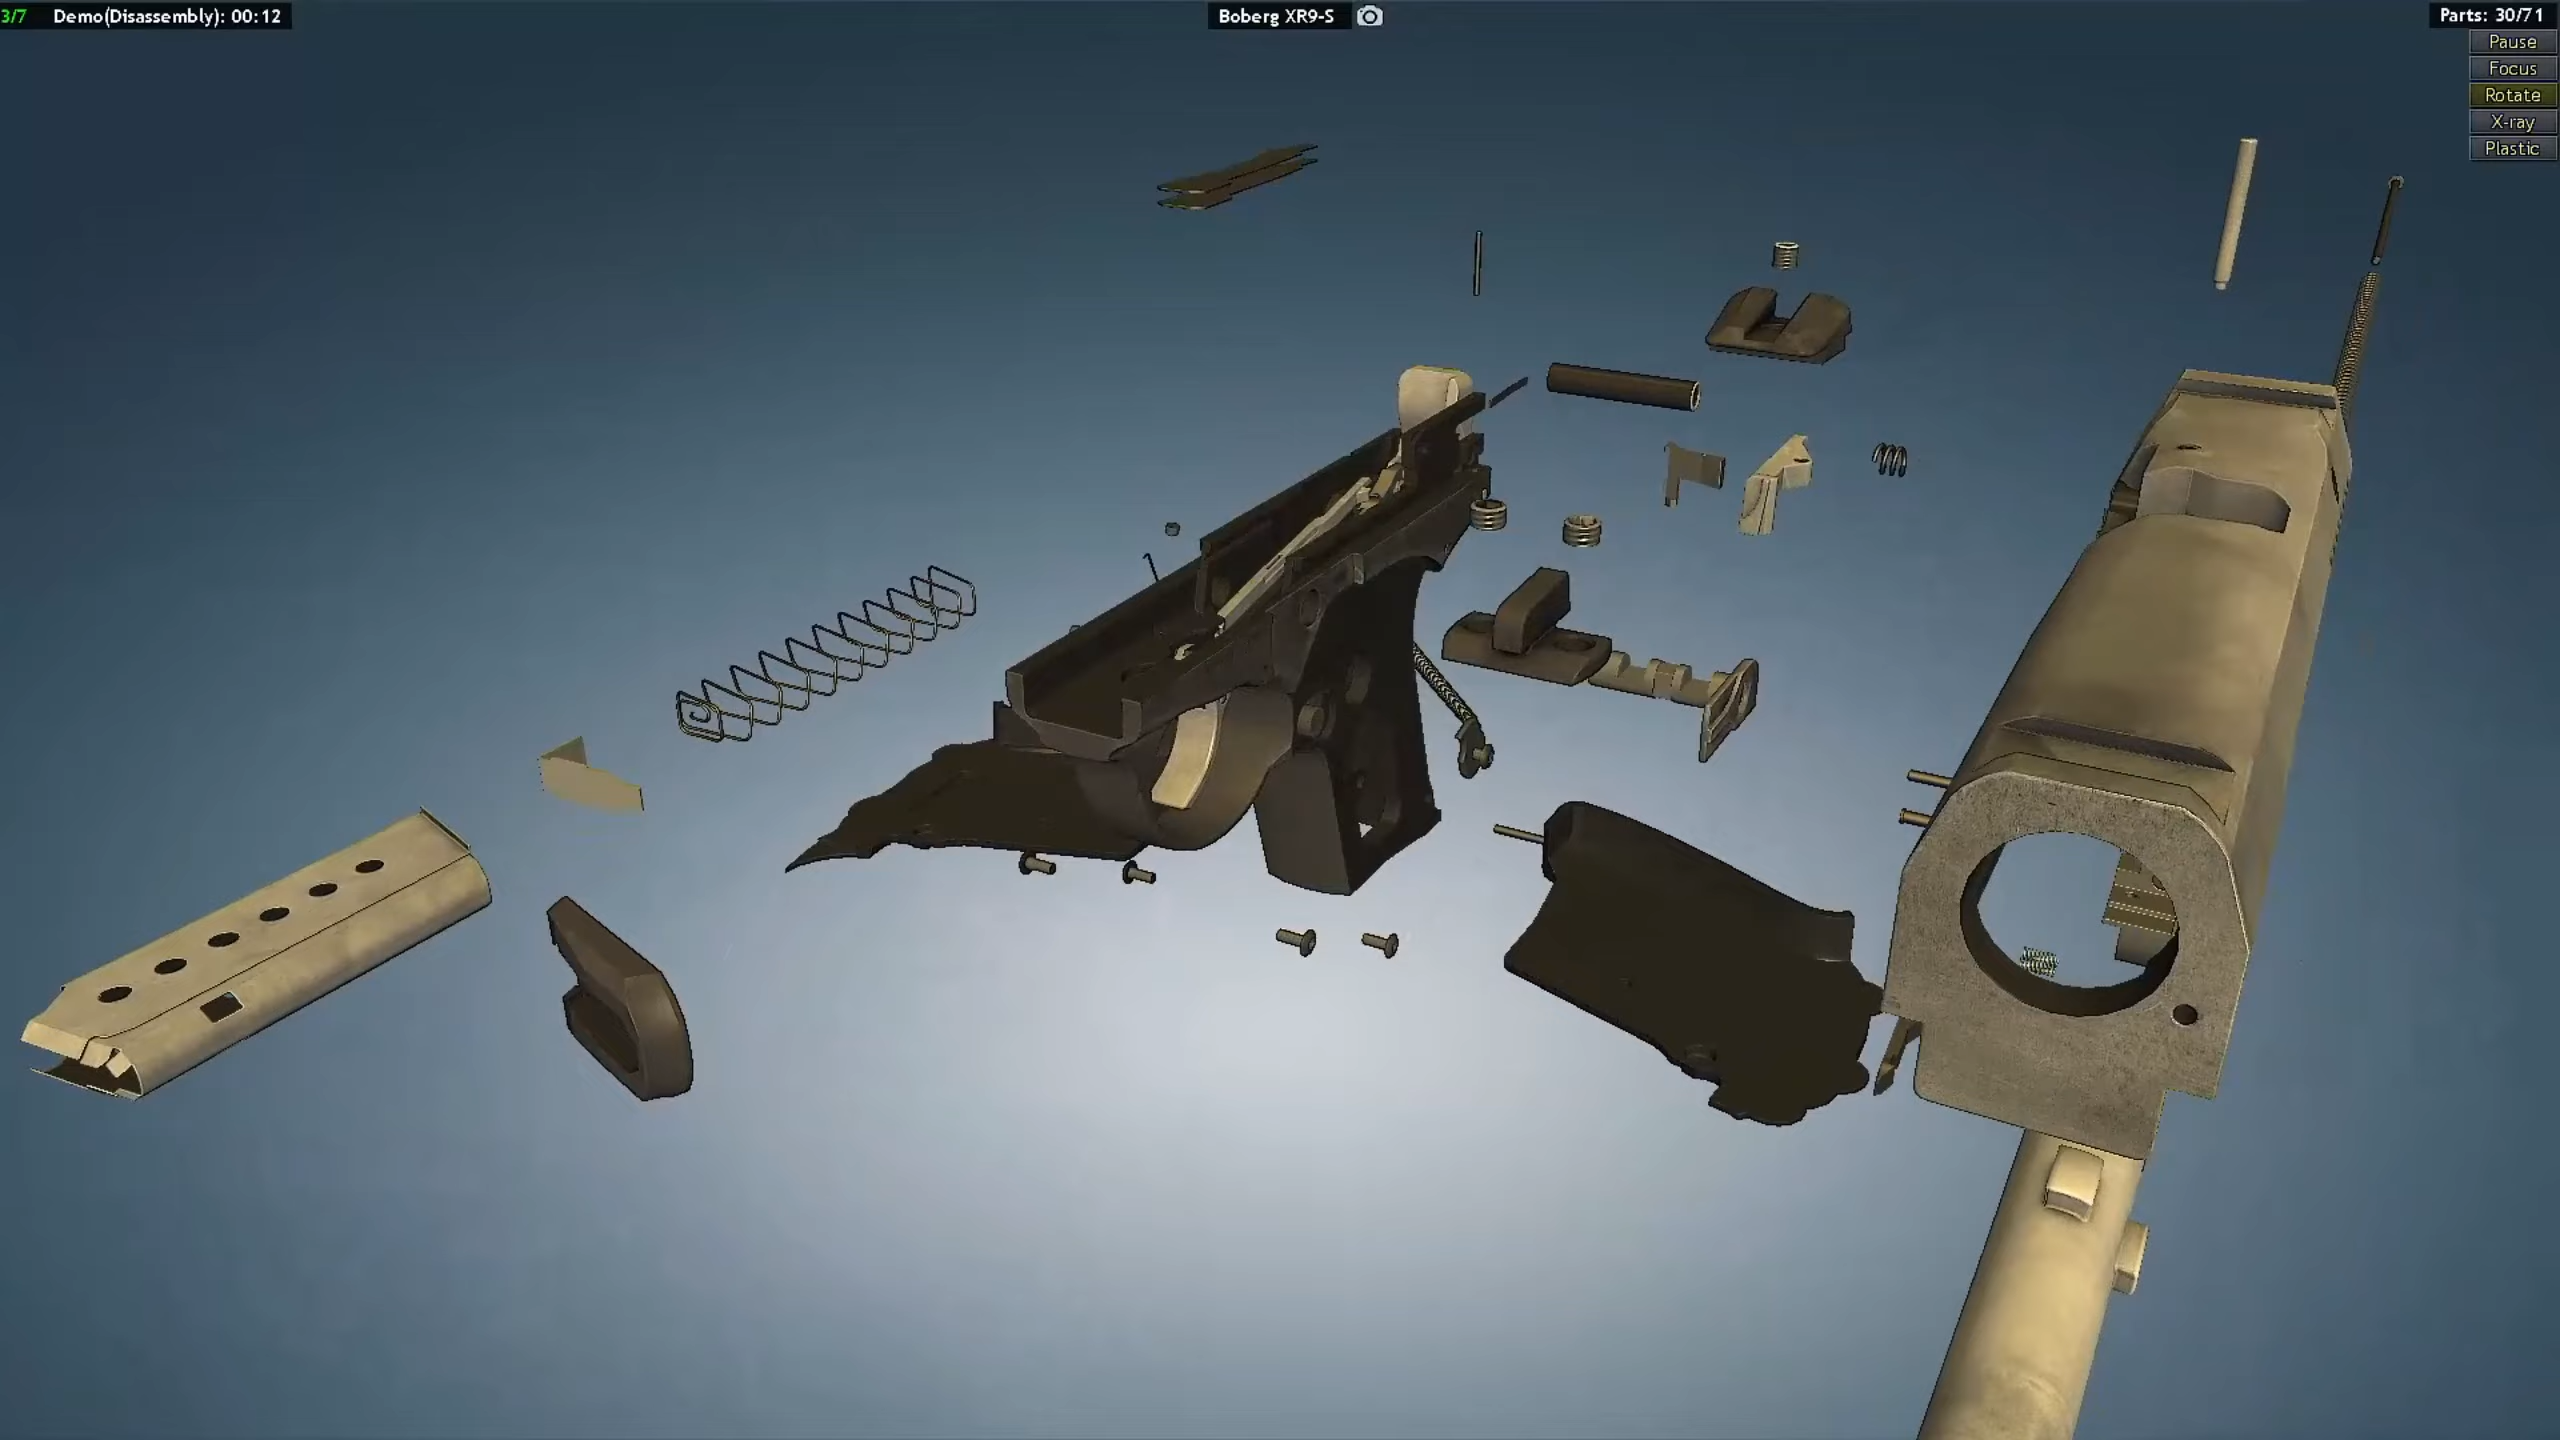 3/7 Demo(Disassembly): 00:12
Boberg XR9-S
Parts: 30/71
Pause
Focus
Rotate
X-ray
Plastic